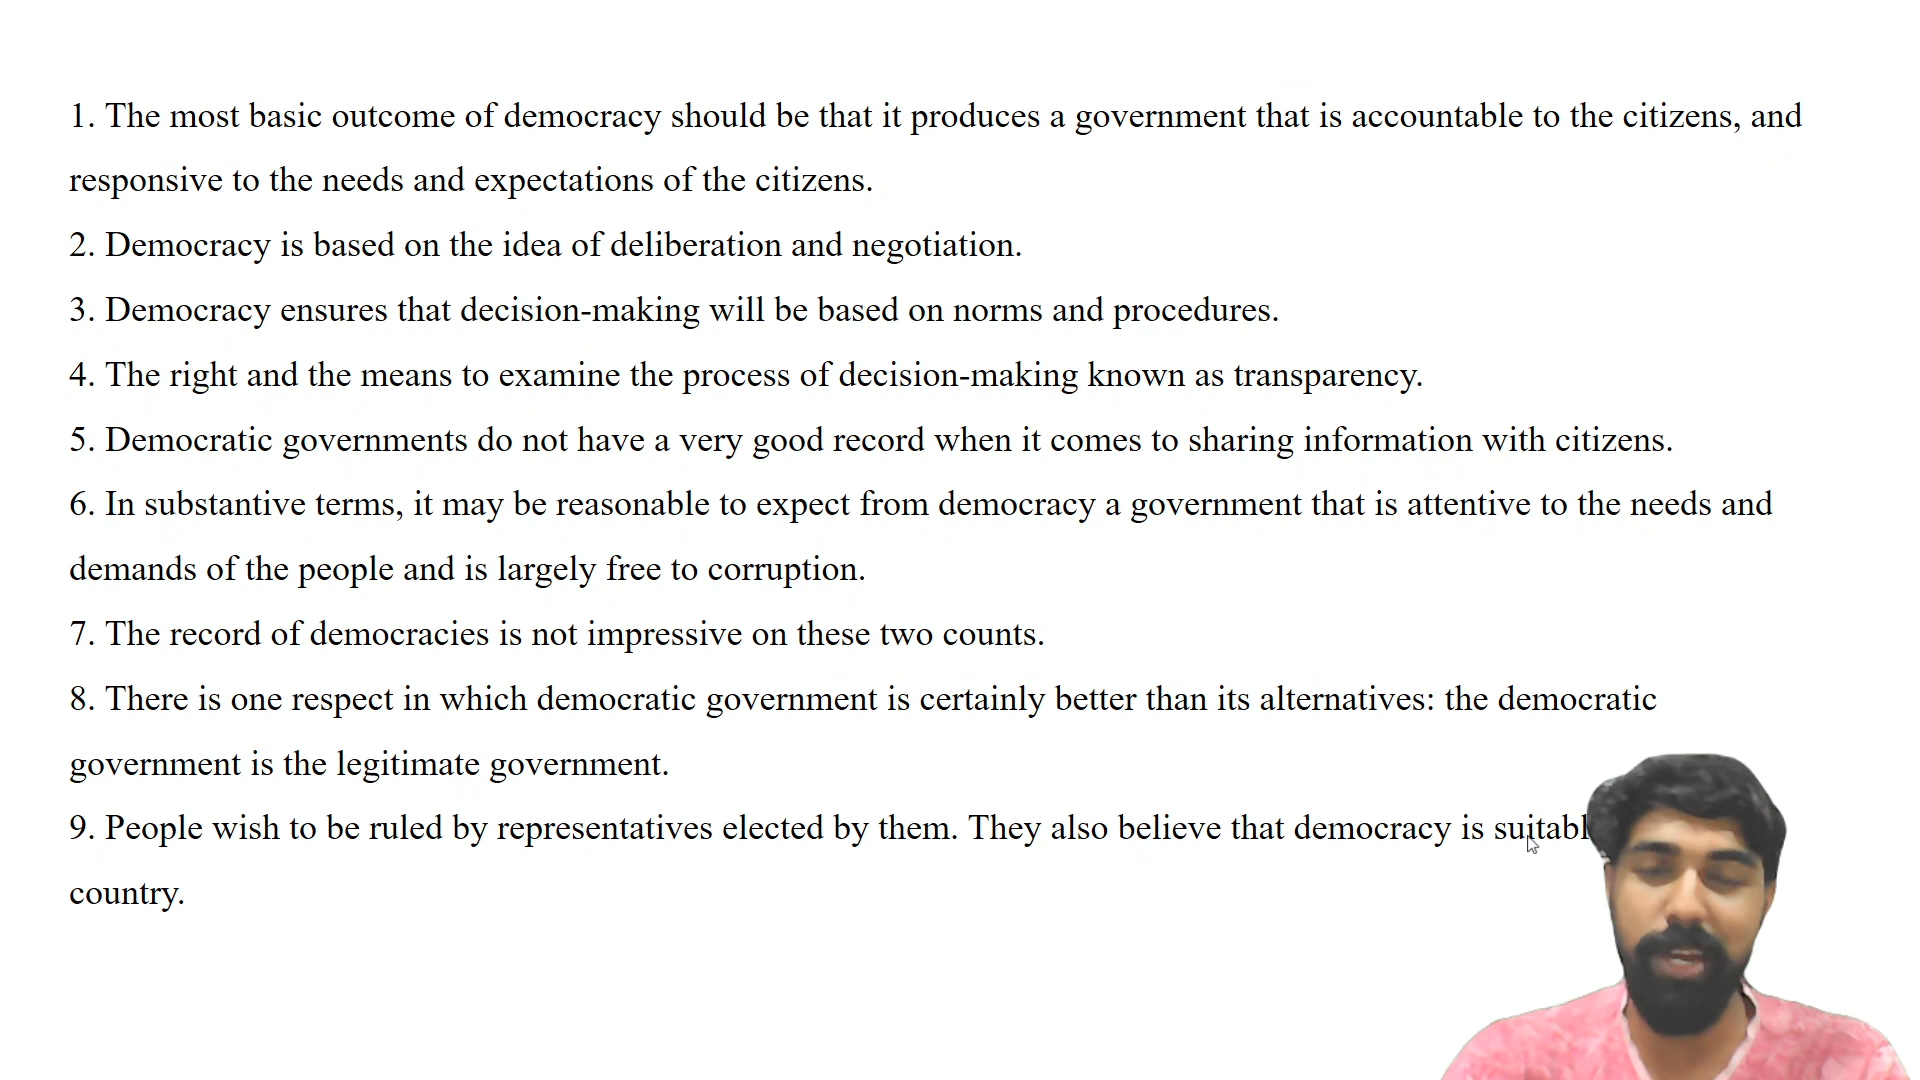 1. The most basic outcome of democracy should be that it produces a government that is accountable to the citizens, and
responsive to the needs and expectations of the citizens.
2. Democracy is based on the idea of deliberation and negotiation.
3. Democracy ensures that decision-making will be based on norms and procedures.
4. The right and the means to examine the process of decision-making known as transparency.
5. Democratic governments do not have a very good record when it comes to sharing information with citizens.
6. In substantive terms, it may be reasonable to expect from democracy a government that is attentive to the needs and
demands of the people and is largely free to corruption.
7. The record of democracies is not impressive on these two counts.
8. There is one respect in which democratic government is certainly better than its alternatives: the democratic
government is the legitimate government.
9. People wish to be ruled by representatives elected by them. They also believe that democracy is
country.